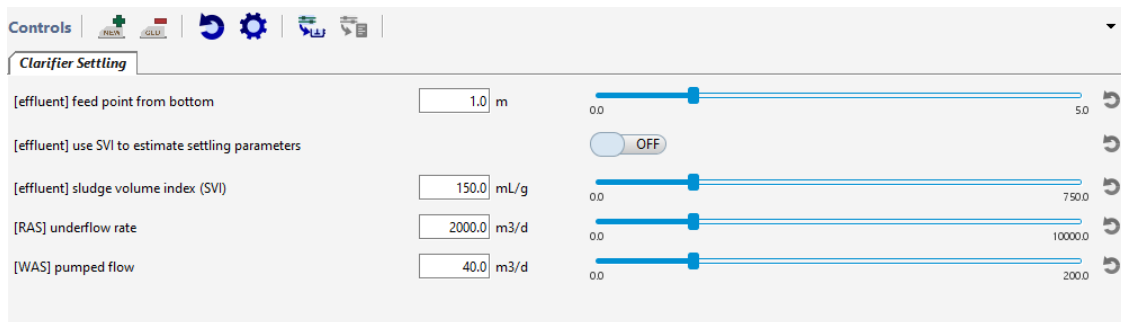 Controls NEW
Clarifier Settling
[effluent] feed point from bottom 1.0 m 0.0 5.0
[effluent] use SVI to estimate settling parameters OFF
[effluent] sludge volume index (SVI) 150.0 mL/g 0.0 750.0
[RAS] underflow rate 2000.0 m3/d 0.0 10000.0
[WAS] pumped flow 40.0 m3/d 0.0 200.0